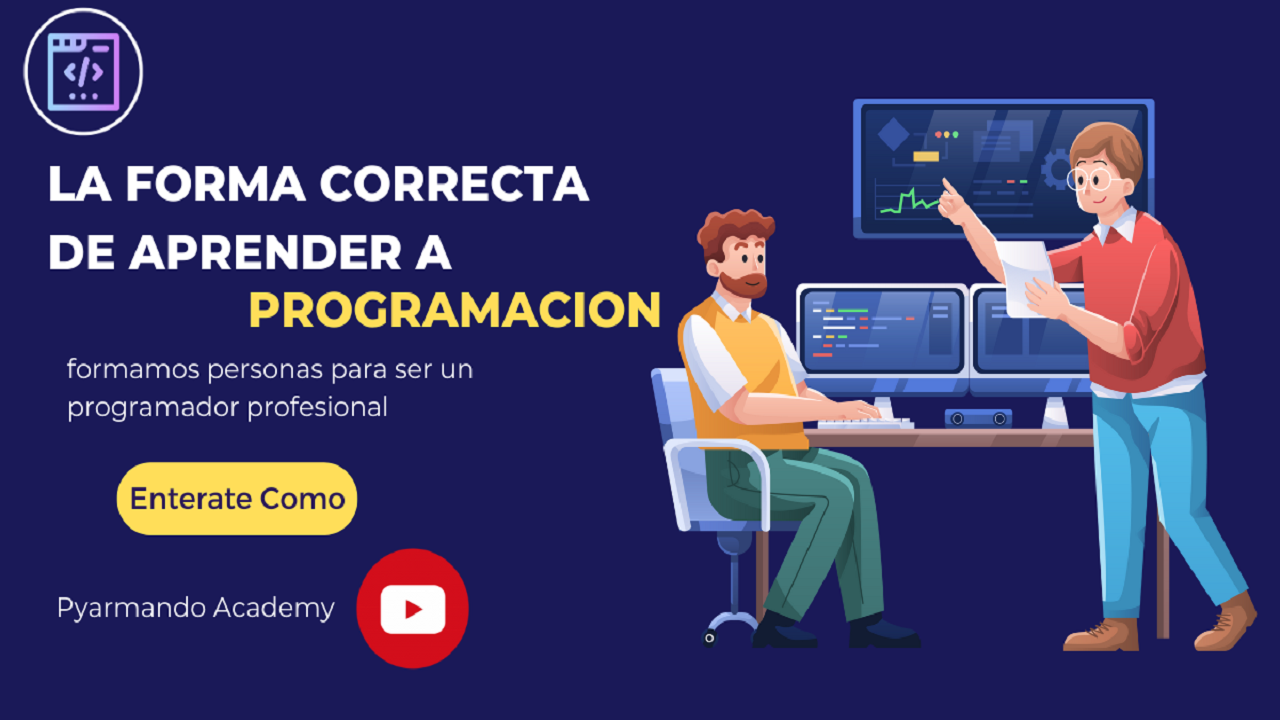 LA FORMA CORRECTA
DE APRENDER A
PROGRAMACION
formamos personas para ser un
programador profesional
Enterate Como
Pyarmando Academy